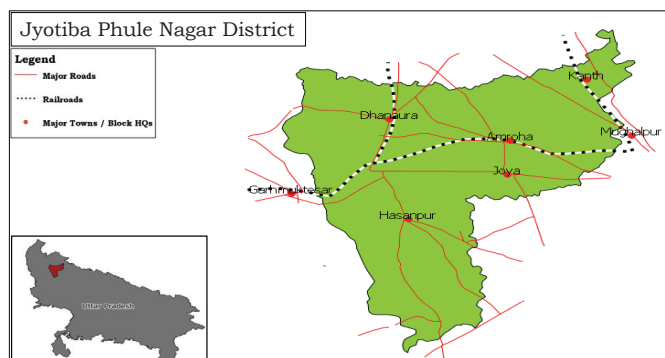 Jyotiba Phule Nagar District
Legend
Major Roads
Railroads
Major Towns / Block HQs
Kanth
Dhanaura
Mughalpur
Amroha
Joya
Garhmuktesar
Hasanpur
Uttar Pradesh